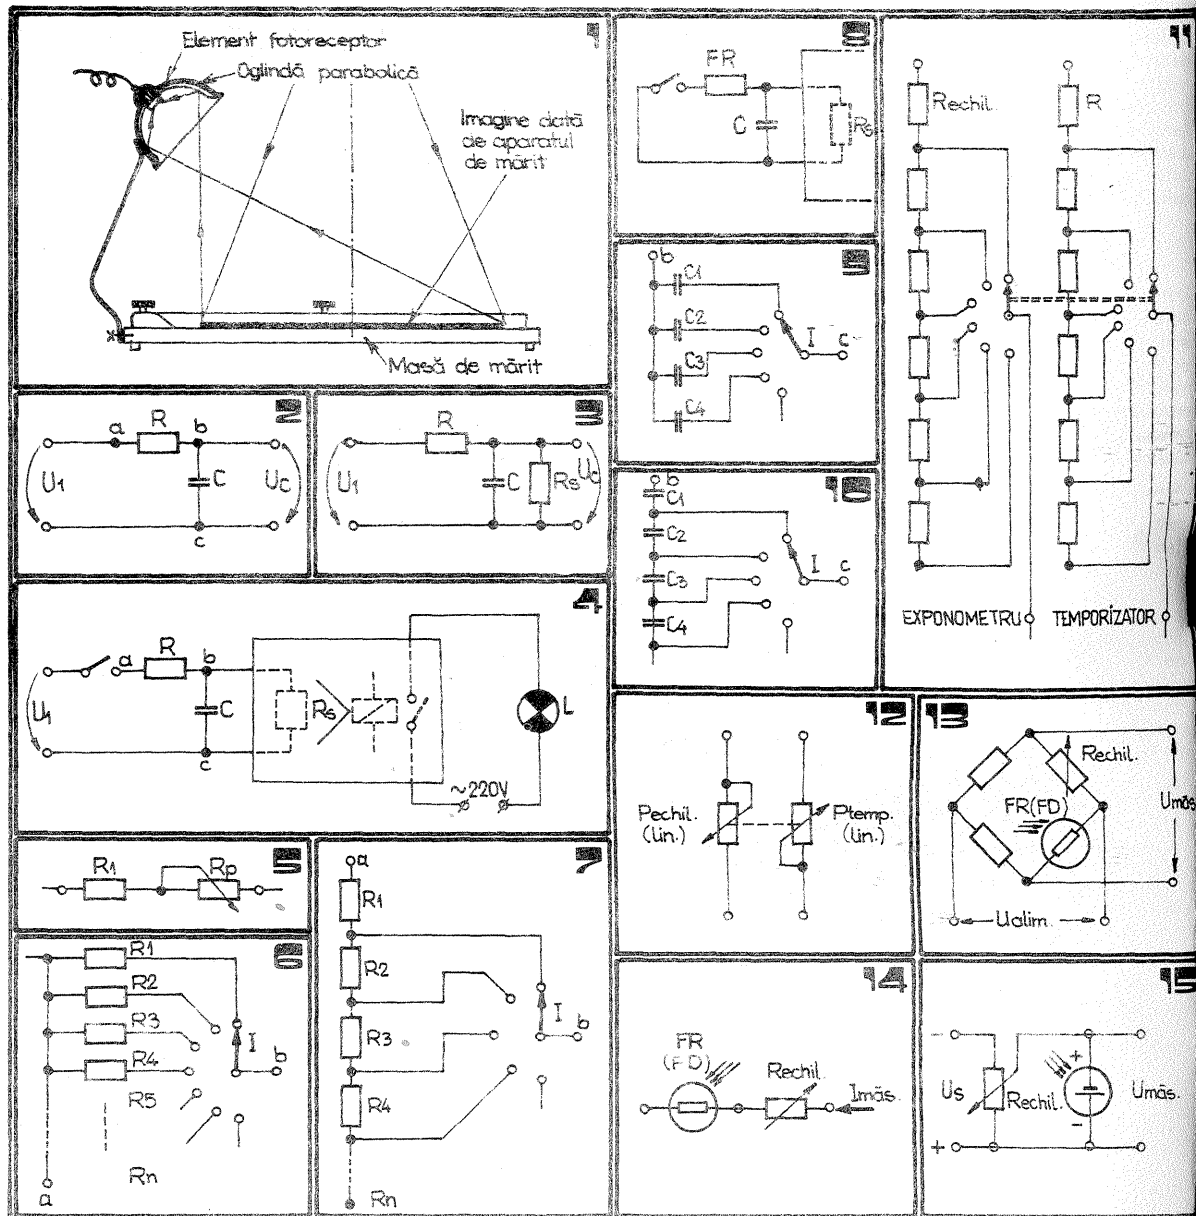 1
Element fotoreceptor
Oglindă parabolică
Imagine dată
de aparatul
de mărit
Masă de mărit
2
a R b
U1 C Uc
c
3
R
U1 C Rs Uc
4
a R b
U1 C Rs L
c
~220V
5
R1 Rp
6
R1
R2
R3
R4
R5
Rn
I b
a
7
a
R1
R2
R3
R4
Rn
I b
8
FR
C Rs
9
b
C1
C2
C3
C4
I c
10
b
C1
C2
C3
C4
I c
11
Rechil. R
EXPONOMETRU TEMPORIZATOR
12
Pechil.
(lin.)
Ptemp.
(lin.)
13
Rechil.
FR(FD)
Umăs
Ualim.
14
FR
(FD)
Rechil.
Imăs.
15
-
+
Us Rechil. Umăs.
+
-